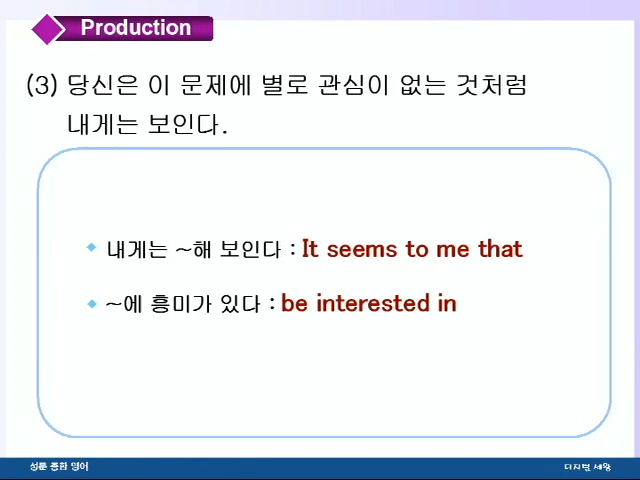 Production
(3) 당신은 이 문제에 별로 관심이 없는 것처럼
내게는 보인다.
내게는 ~해 보인다 : It seems to me that
~에 흥미가 있다 : be interested in
성문 종합 영어
디지털 세왕